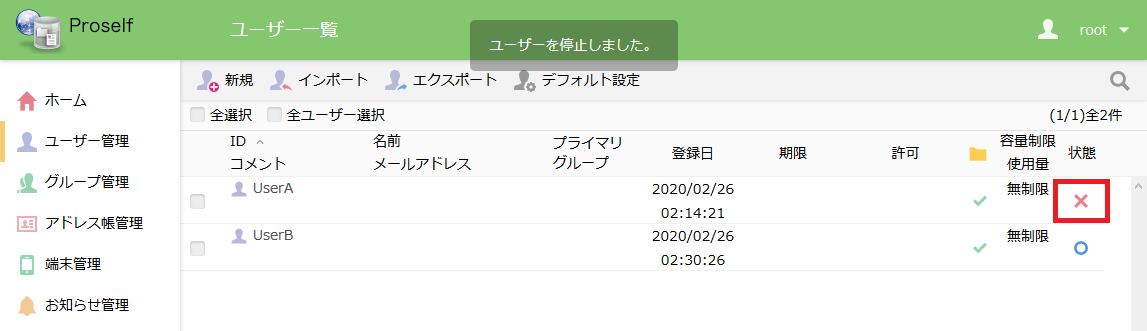 Proself
ユーザー一覧
ユーザーを停止しました。
root
新規 インポート エクスポート デフォルト設定
ホーム
ユーザー管理
グループ管理
アドレス帳管理
端末管理
お知らせ管理
全選択 全ユーザー選択 (1/1)全2件
ID 名前 プライマリ 登録日 期限 許可 容量制限 状態
コメント メールアドレス グループ 使用量
UserA 2020/02/26 無制限
02:14:21
UserB 2020/02/26 無制限
02:30:26